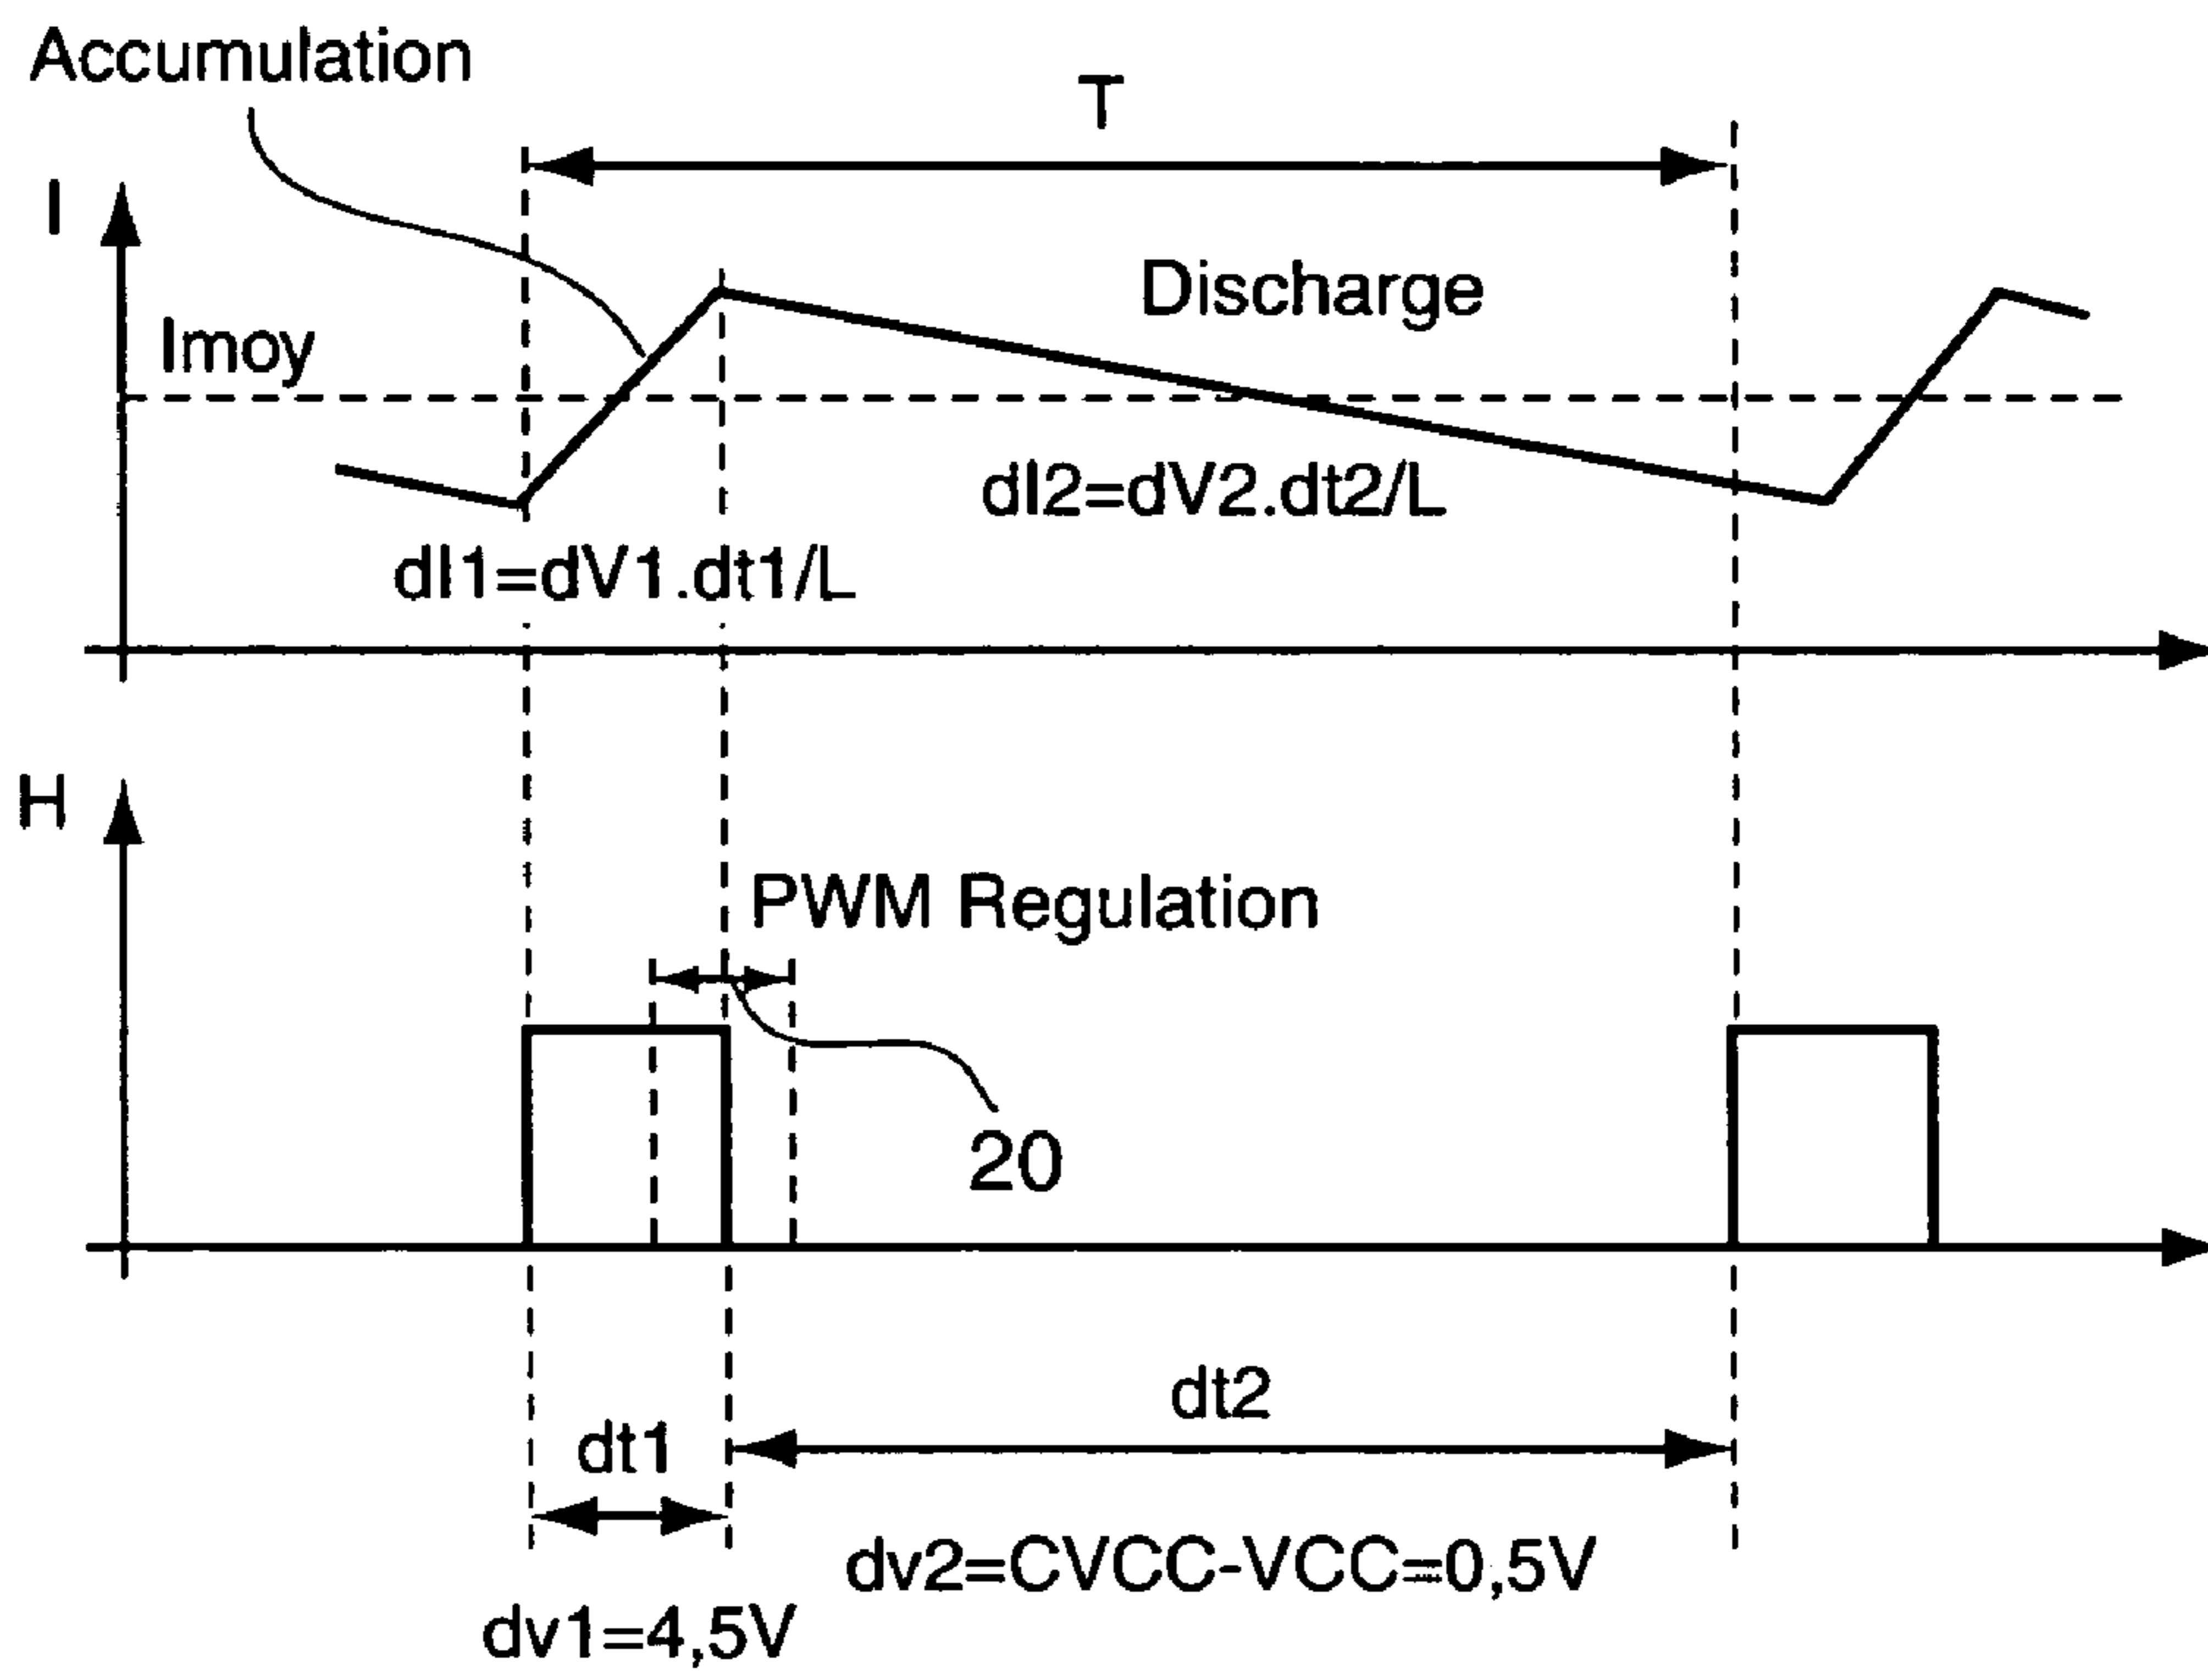 Accumulation
T
I
Discharge
Imoy
dI2=dV2.dt2/L
dI1=dV1.dt1/L
H
PWM Regulation
20
dt2
dt1
dv2=CVCC-VCC=0,5V
dv1=4,5V